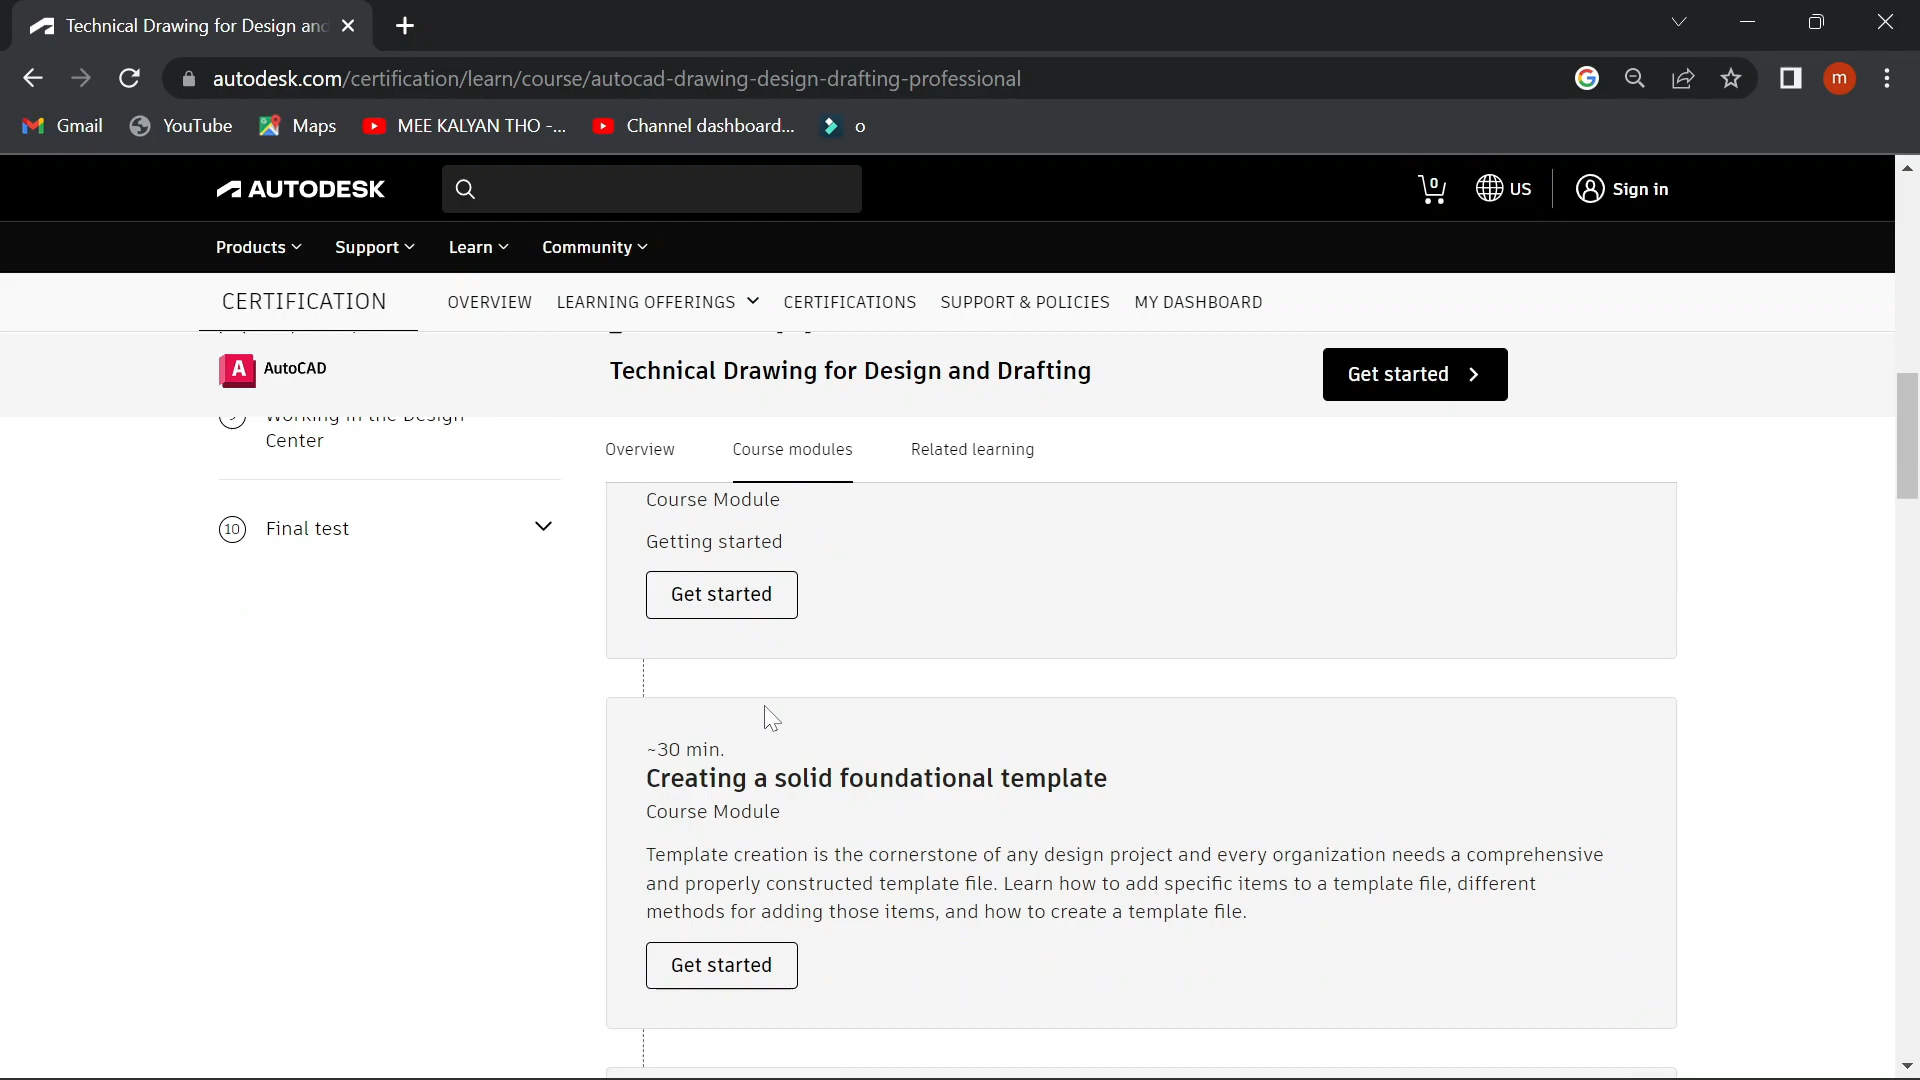 Technical Drawing for Design and
autodesk.com/certification/learn/course/autocad-drawing-design-drafting-professional
m
Gmail
YouTube
Maps
MEE KALYAN THO -...
Channel dashboard...
o
AUTODESK
0
US
Sign in
Products
Support
Learn
Community
CERTIFICATION
OVERVIEW
LEARNING OFFERINGS
CERTIFICATIONS
SUPPORT & POLICIES
MY DASHBOARD
A AutoCAD
Technical Drawing for Design and Drafting
Get started
Working in the Design
Center
10 Final test
Overview
Course modules
Related learning
Course Module
Getting started
Get started
~30 min.
Creating a solid foundational template
Course Module
Template creation is the cornerstone of any design project and every organization needs a comprehensive
and properly constructed template file. Learn how to add specific items to a template file, different
methods for adding those items, and how to create a template file.
Get started